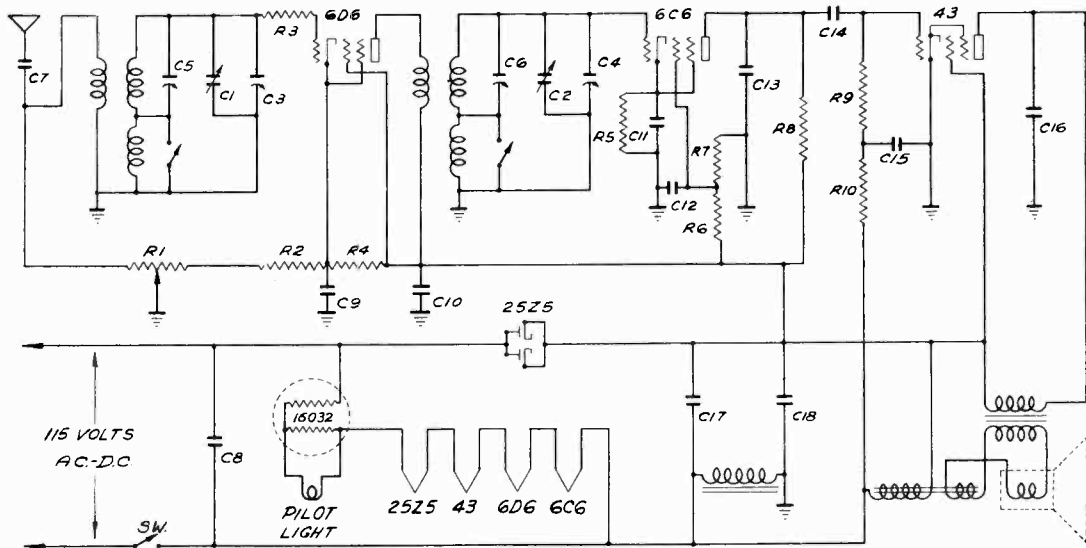 R3
6D6
6C6
C14
43
C7
C5
C1
C3
C6
C2
C4
C13
R5
C11
R7
R8
R9
C15
C16
C12
R6
R10
R1
R2
R4
C9
C10
25Z5
16032
C17
C18
115 VOLTS
A.C.-D.C.
C8
PILOT
LIGHT
25Z5
43
6D6
6C6
SW.